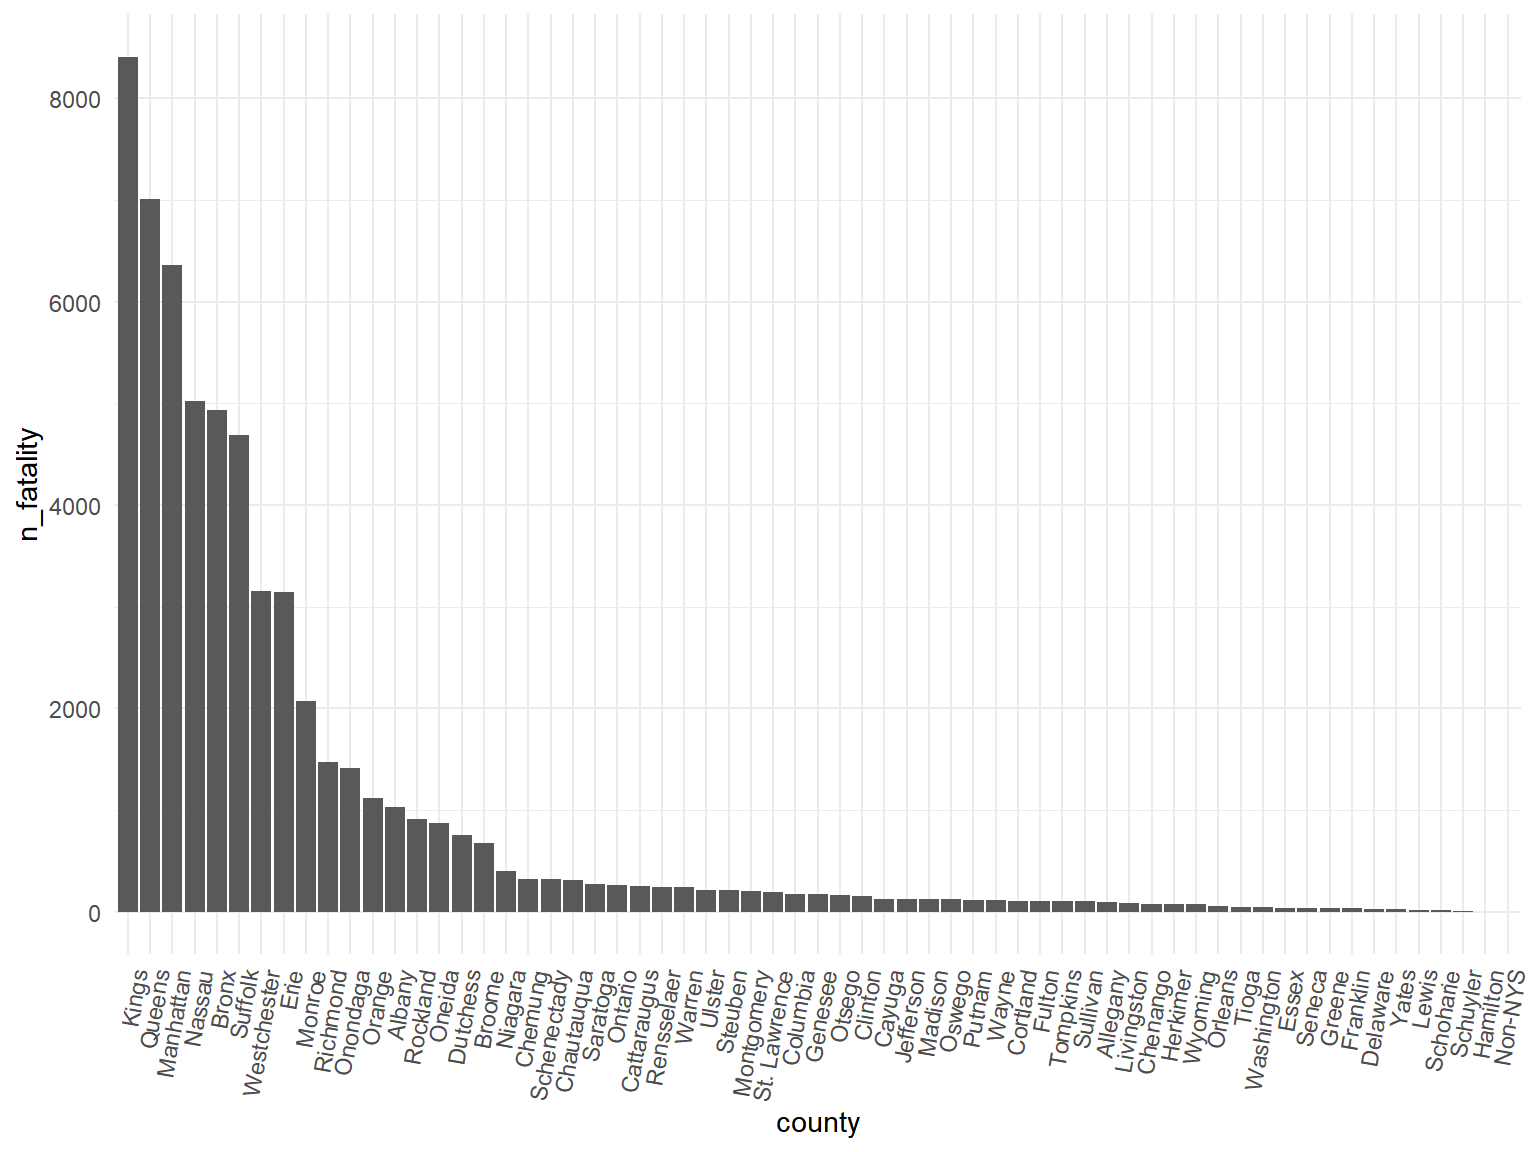 n_fatality
8000
6000
4000
2000
0
Kings
Queens
Manhattan
Nassau
Bronx
Suffolk
Westchester
Erie
Monroe
Richmond
Onondaga
Orange
Albany
Rockland
Oneida
Dutchess
Broome
Niagara
Chemung
Schenectady
Chautauqua
Saratoga
Ontario
Cattaraugus
Rensselaer
Warren
Ulster
Steuben
Montgomery
St. Lawrence
Columbia
Genesee
Otsego
Clinton
Cayuga
Jefferson
Madison
Oswego
Putnam
Wayne
Cortland
Fulton
Tompkins
Sullivan
Allegany
Livingston
Chenango
Herkimer
Wyoming
Orleans
Tioga
Washington
Essex
Seneca
Greene
Franklin
Delaware
Yates
Lewis
Schoharie
Schuyler
Hamilton
Non-NYS
county